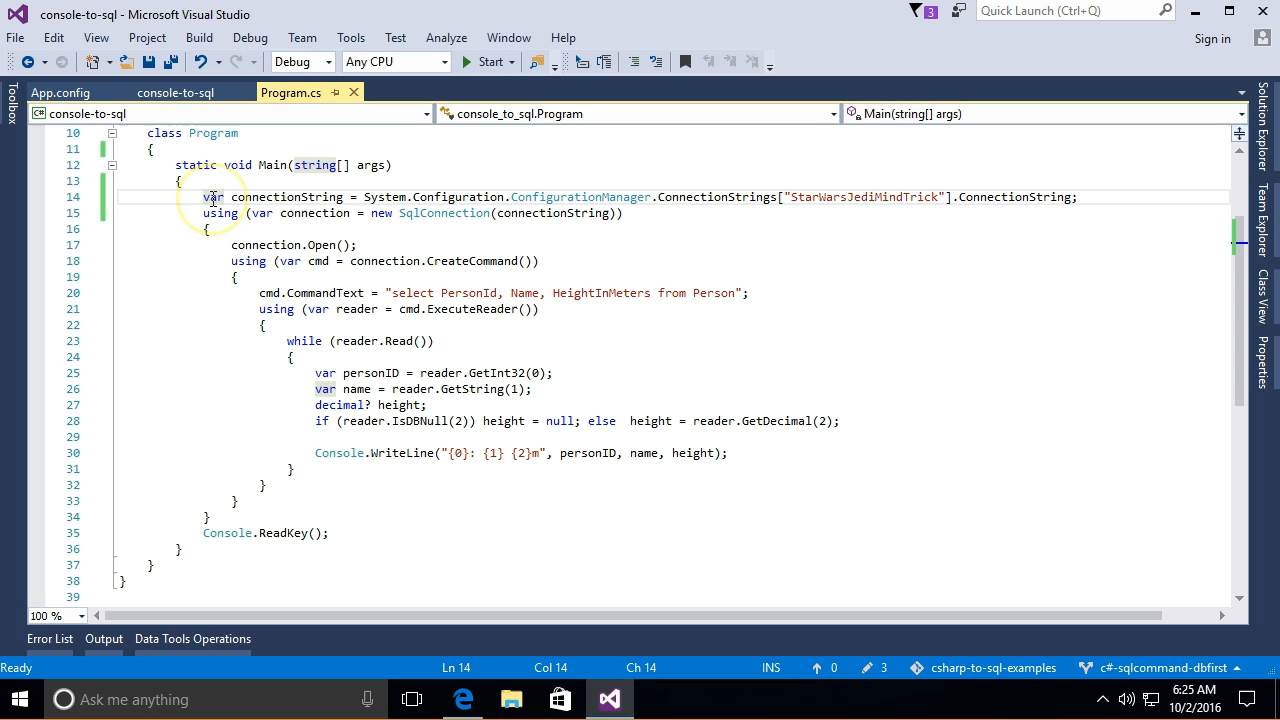 console-to-sql - Microsoft Visual Studio
3
Quick Launch (Ctrl+Q)
File Edit View Project Build Debug Team Tools Test Analyze Window Help
Sign in
Debug Any CPU Start
Toolbox
App.config console-to-sql Program.cs
console-to-sql console_to_sql.Program Main(string[] args)
10 class Program
11 {
12 static void Main(string[] args)
13 {
14 var connectionString = System.Configuration.ConfigurationManager.ConnectionStrings["StarWarsJediMindTrick"].ConnectionString;
15 using (var connection = new SqlConnection(connectionString))
16 {
17 connection.Open();
18 using (var cmd = connection.CreateCommand())
19 {
20 cmd.CommandText = "select PersonId, Name, HeightInMeters from Person";
21 using (var reader = cmd.ExecuteReader())
22 {
23 while (reader.Read())
24 {
25 var personID = reader.GetInt32(0);
26 var name = reader.GetString(1);
27 decimal? height;
28 if (reader.IsDBNull(2)) height = null; else height = reader.GetDecimal(2);
29
30 Console.WriteLine("{0}: {1} {2}m", personID, name, height);
31 }
32 }
33 }
34 }
35 Console.ReadKey();
36 }
37 }
38 }
39
Solution Explorer
Team Explorer
Class View
Properties
100 %
Error List Output Data Tools Operations
Ready Ln 14 Col 14 Ch 14 INS 0 3 csharp-to-sql-examples c#-sqlcommand-dbfirst
Ask me anything
6:25 AM
10/2/2016